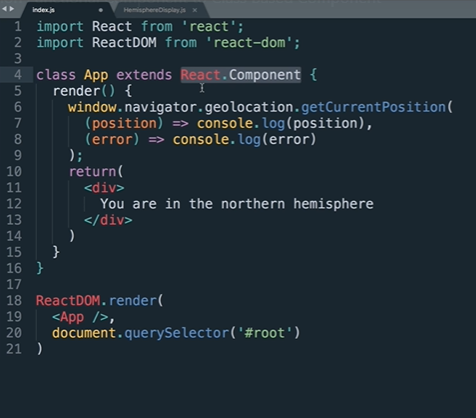 index.js
HemisphereDisplay.js ×
1 import React from 'react';
2 import ReactDOM from 'react-dom';
3
4 class App extends React.Component {
5 render() {
6 window.navigator.geolocation.getCurrentPosition(
7 (position) => console.log(position),
8 (error) => console.log(error)
9 );
10 return(
11 <div>
12 You are in the northern hemisphere
13 </div>
14 )
15 }
16 }
17
18 ReactDOM.render(
19 <App />,
20 document.querySelector('#root')
21 )